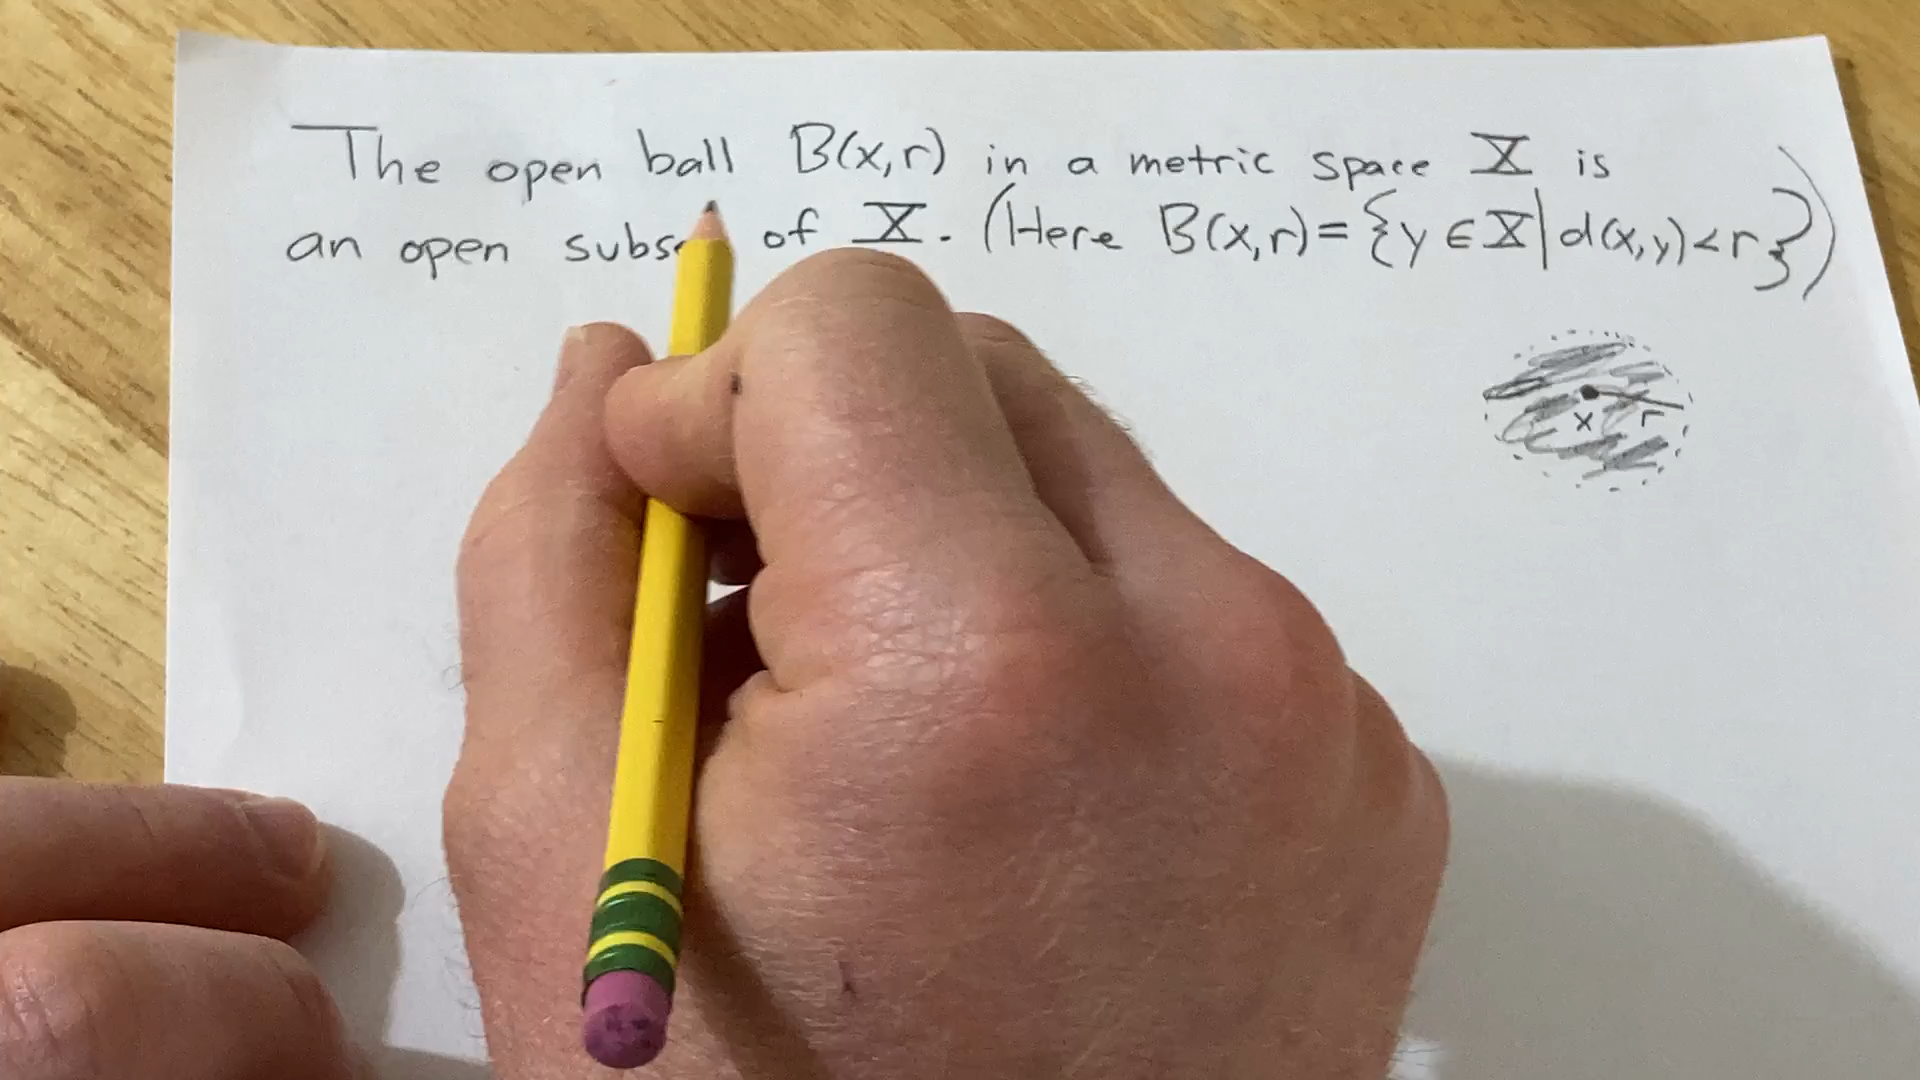 The open ball B(x,r) in a metric space X is
an open subs of X. (Here B(x,r)={y∈X|d(x,y)<r})
x r